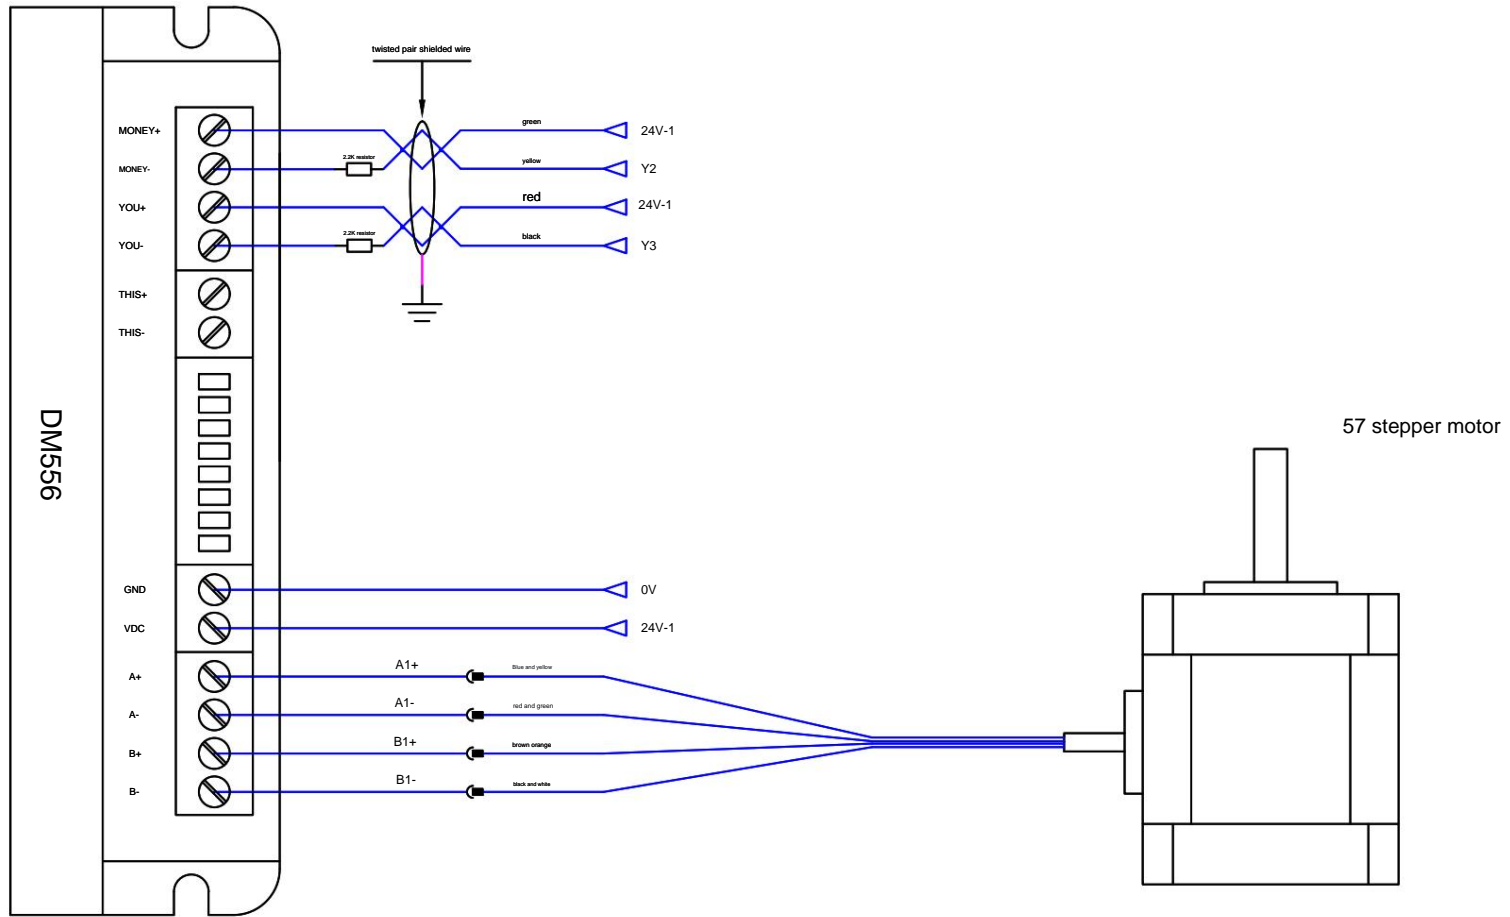 twisted pair shielded wire
MONEY+
green
24V-1
MONEY-
2.2K resistor
yellow
Y2
YOU+
red
24V-1
YOU-
2.2K resistor
black
Y3
THIS+
THIS-
DM556
57 stepper motor
GND
0V
VDC
24V-1
A+
A1+
Blue and yellow
A-
A1-
red and green
B+
B1+
brown orange
B-
B1-
black and white